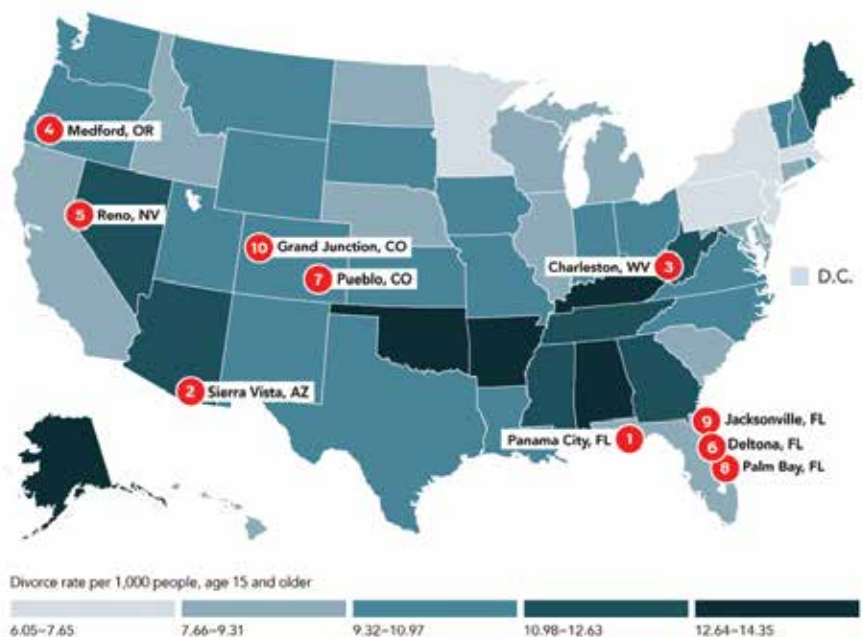 4 Medford, OR
5 Reno, NV
10 Grand Junction, CO
7 Pueblo, CO
Charleston, WV 3
D.C.
2 Sierra Vista, AZ
9 Jacksonville, FL
Panama City, FL 1
6 Deltona, FL
8 Palm Bay, FL
Divorce rate per 1,000 people, age 15 and older
6.05–7.65 7.66–9.31 9.32–10.97 10.98–12.63 12.64–14.35